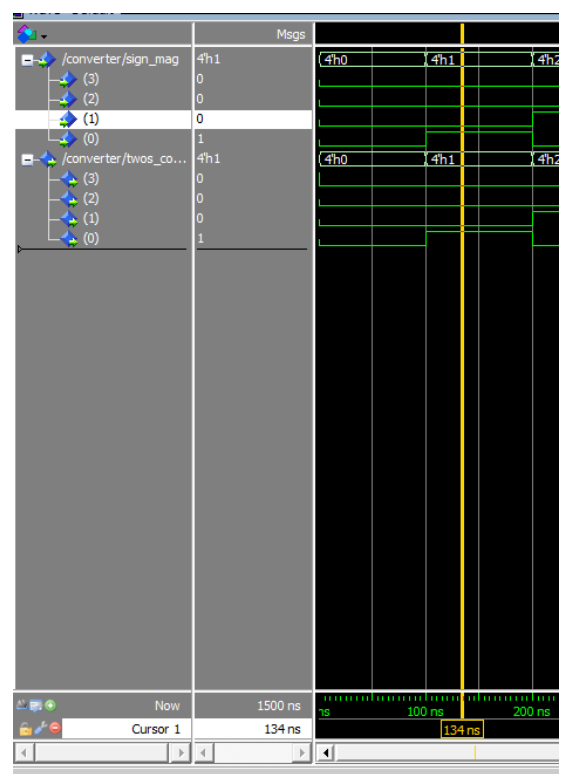 Msgs
/converter/sign_mag 4'h1 4'h0 4'h1 4'h2
(3) 0
(2) 0
(1) 0
(0) 1
/converter/twos_co... 4'h1 4'h0 4'h1 4'h2
(3) 0
(2) 0
(1) 0
(0) 1
Now 1500 ns ns 100 ns 200 ns
Cursor 1 134 ns 134 ns